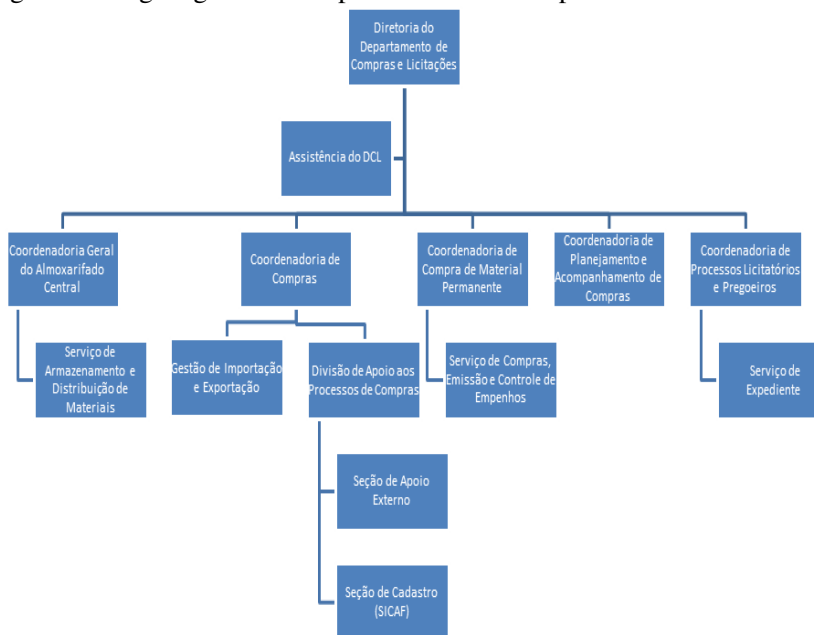 Diretoria do
Departamento de
Compras e Licitações
Assistência do DCL
Coordenadoria Geral
do Almoxarifado
Central
Coordenadoria de
Compras
Coordenadoria de
Compra de Material
Permanente
Coordenadoria de
Planejamento e
Acompanhamento de
Compras
Coordenadoria de
Processos Licitatórios
e Pregoeiros
Serviço de
Armazenamento e
Distribuição de
Materiais
Gestão de Importação
e Exportação
Divisão de Apoio aos
Processos de Compras
Serviço de Compras,
Emissão e Controle de
Empenhos
Serviço de
Expediente
Seção de Apoio
Externo
Seção de Cadastro
(SICAF)